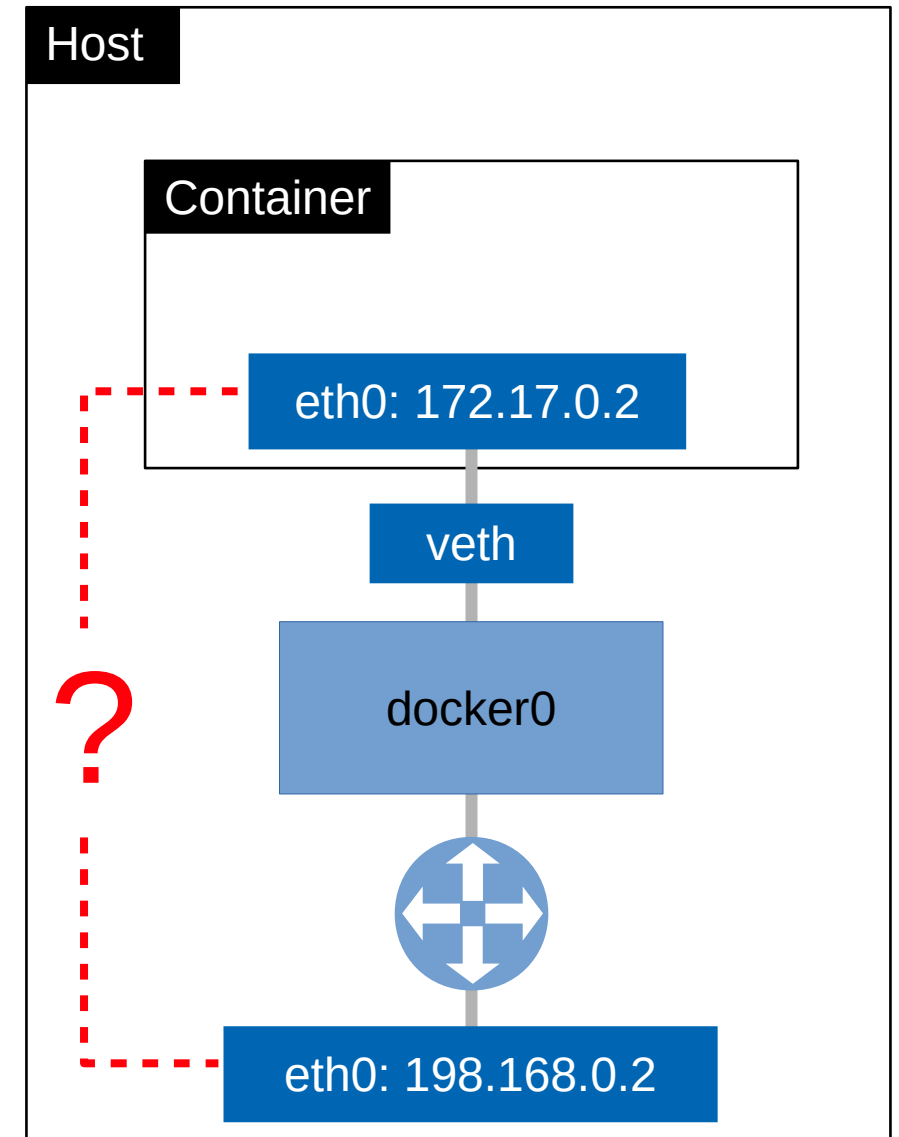 Host
Container
eth0: 172.17.0.2
veth
docker0
?
eth0: 198.168.0.2